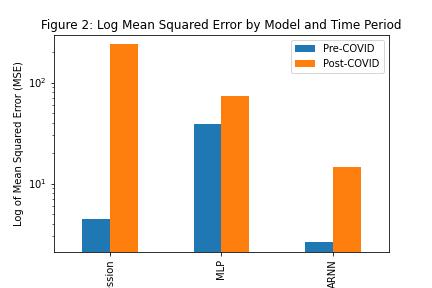 Figure 2: Log Mean Squared Error by Model and Time Period
Pre-COVID
Post-COVID
Log of Mean Squared Error (MSE)
10²
10¹
ssion
MLP
ARNN